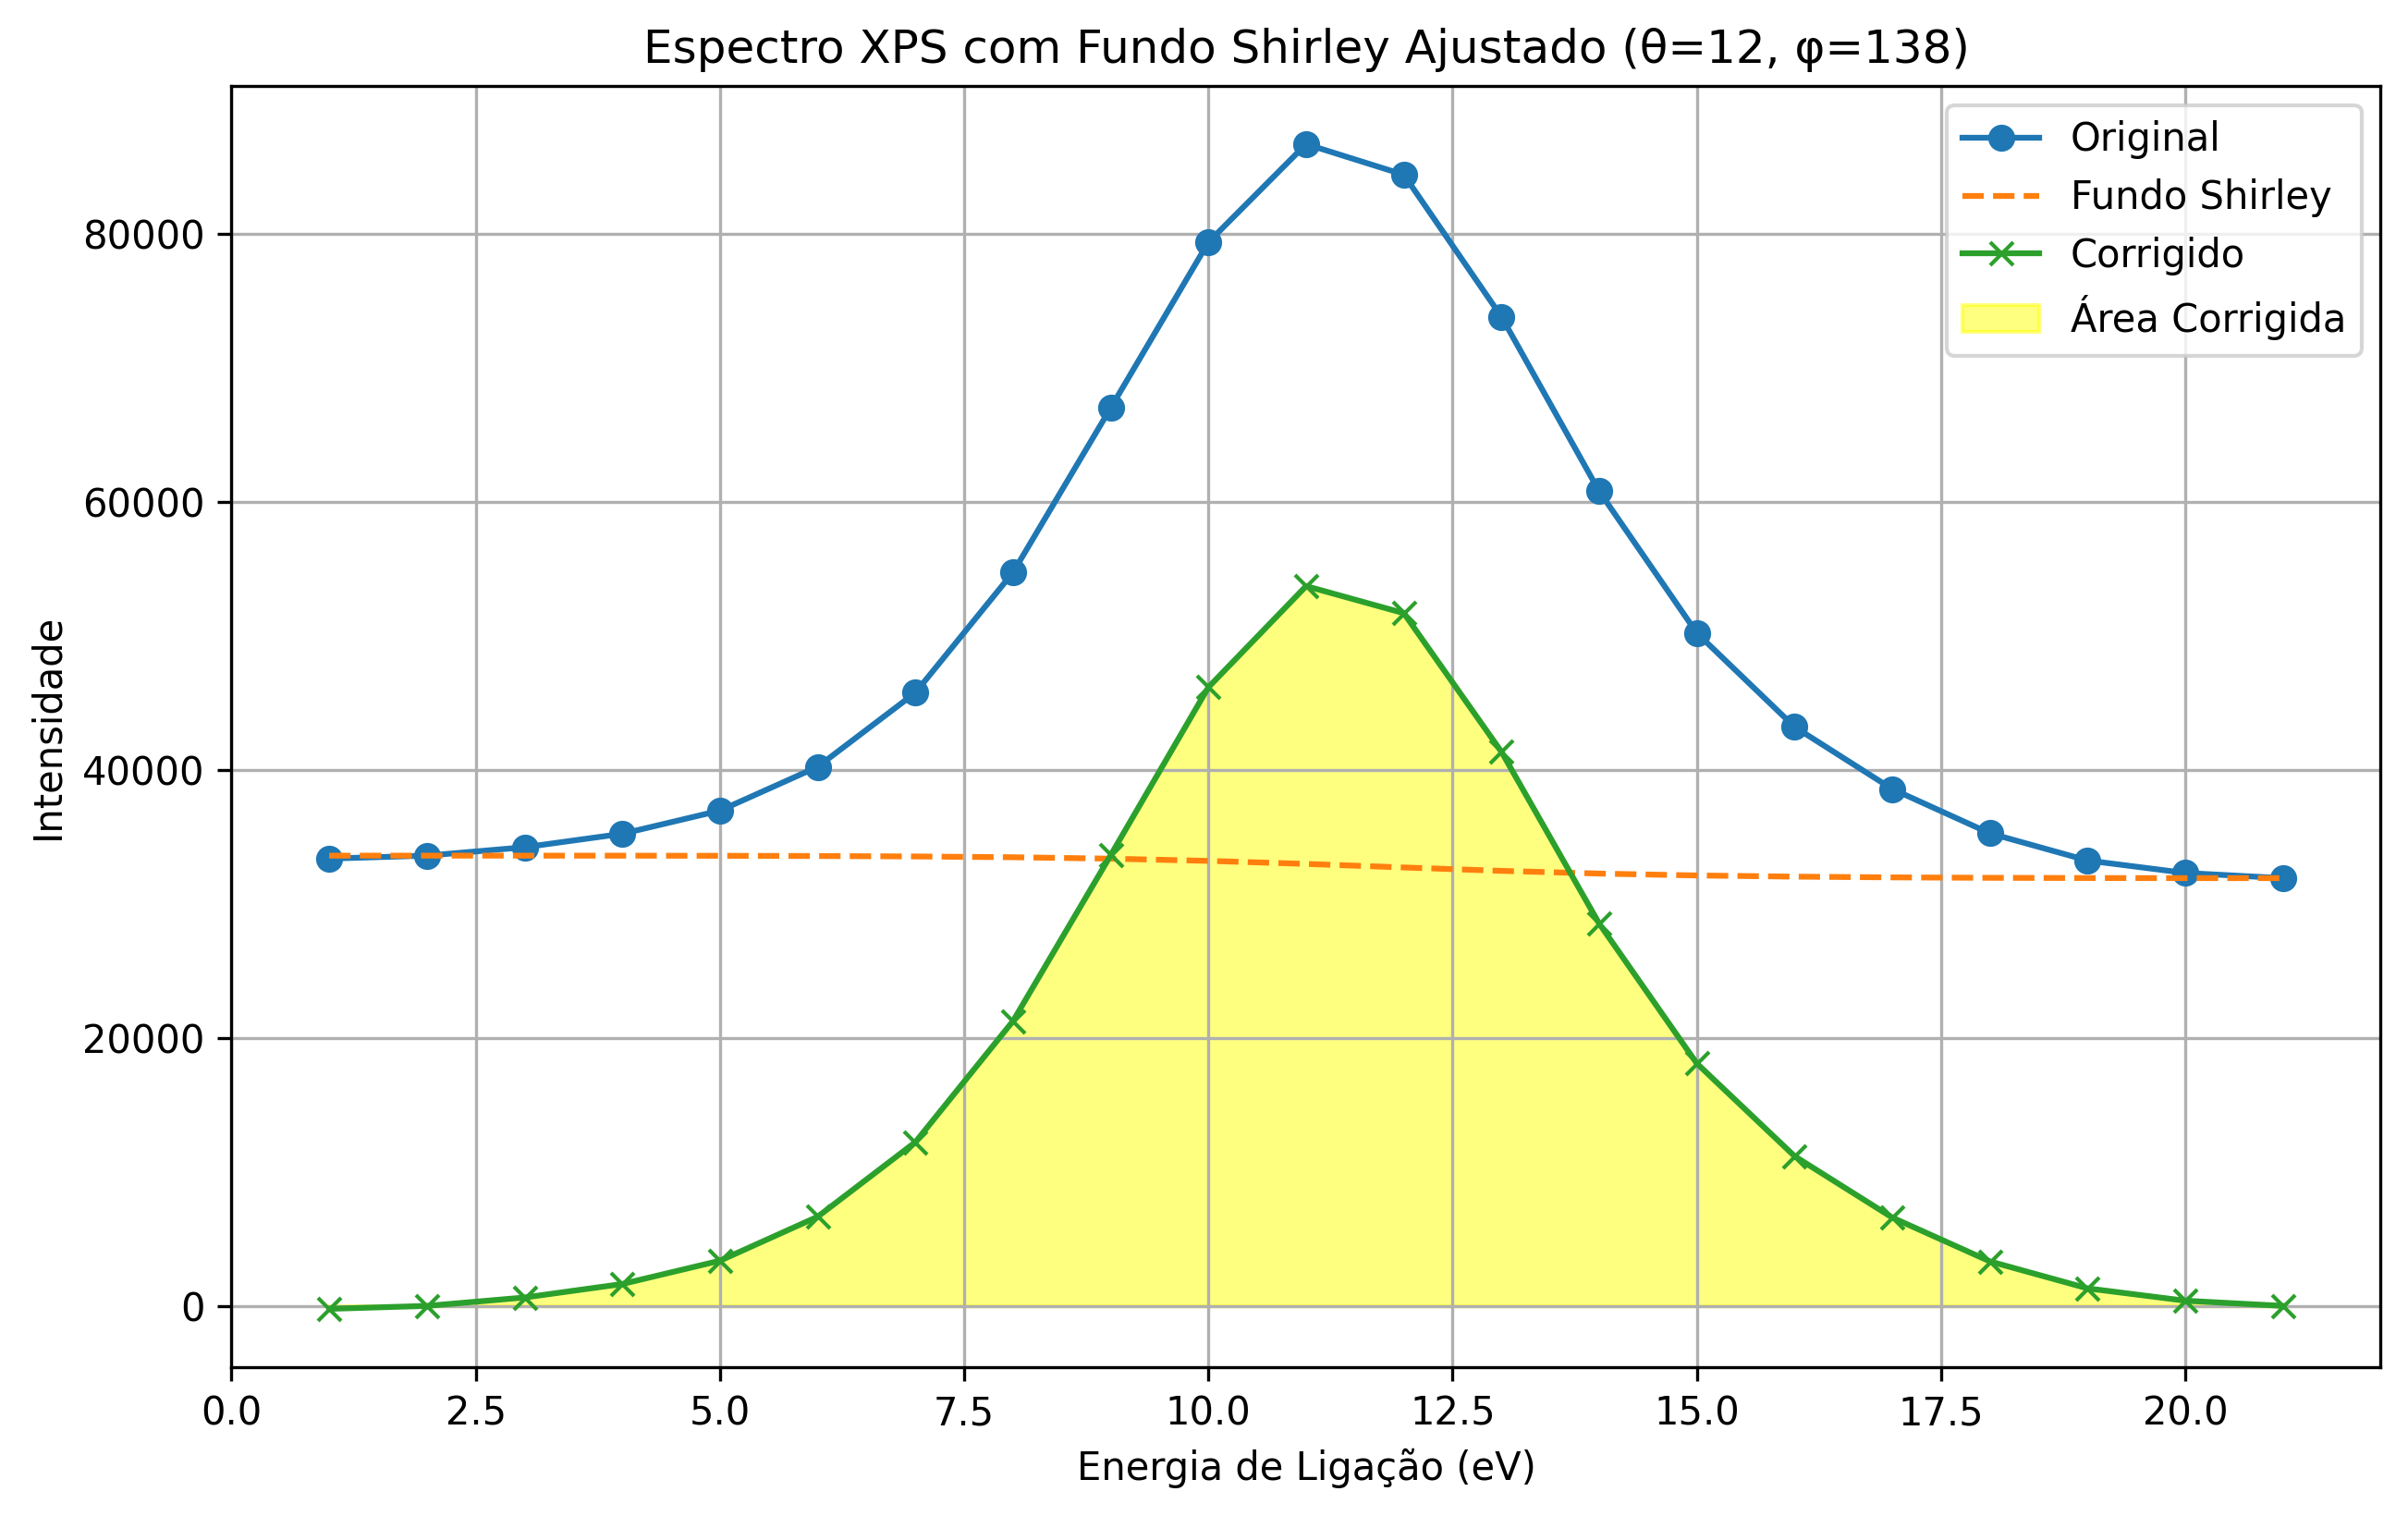 Espectro XPS com Fundo Shirley Ajustado (θ=12, φ=138)
Original
Fundo Shirley
Corrigido
Área Corrigida
Intensidade
80000
60000
40000
20000
0
0.0 2.5 5.0 7.5 10.0 12.5 15.0 17.5 20.0
Energia de Ligação (eV)